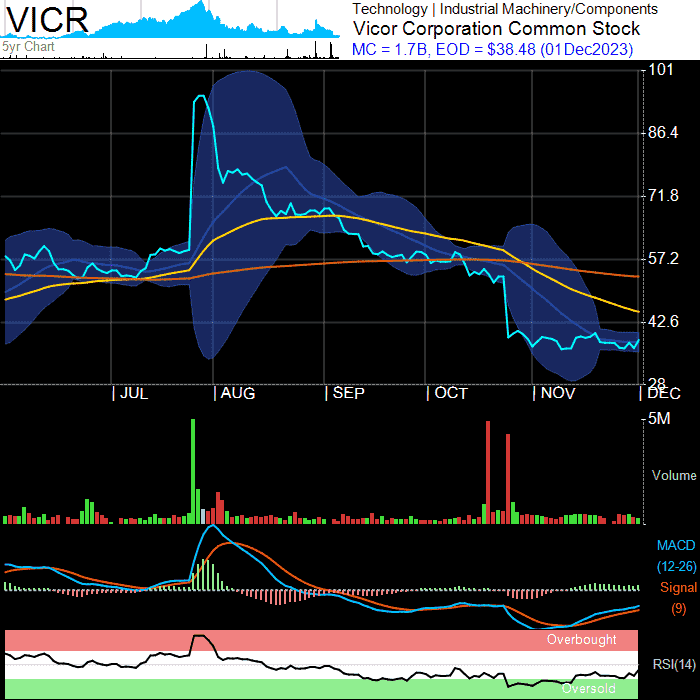 VICR
Technology | Industrial Machinery/Components
Vicor Corporation Common Stock
5yr Chart
MC = 1.7B, EOD = $38.48 (01Dec2023)
101
86.4
71.8
57.2
42.6
28
| JUL | AUG | SEP | OCT | NOV | DEC
5M
Volume
MACD
(12-26)
Signal
(9)
Overbought
RSI(14)
Oversold